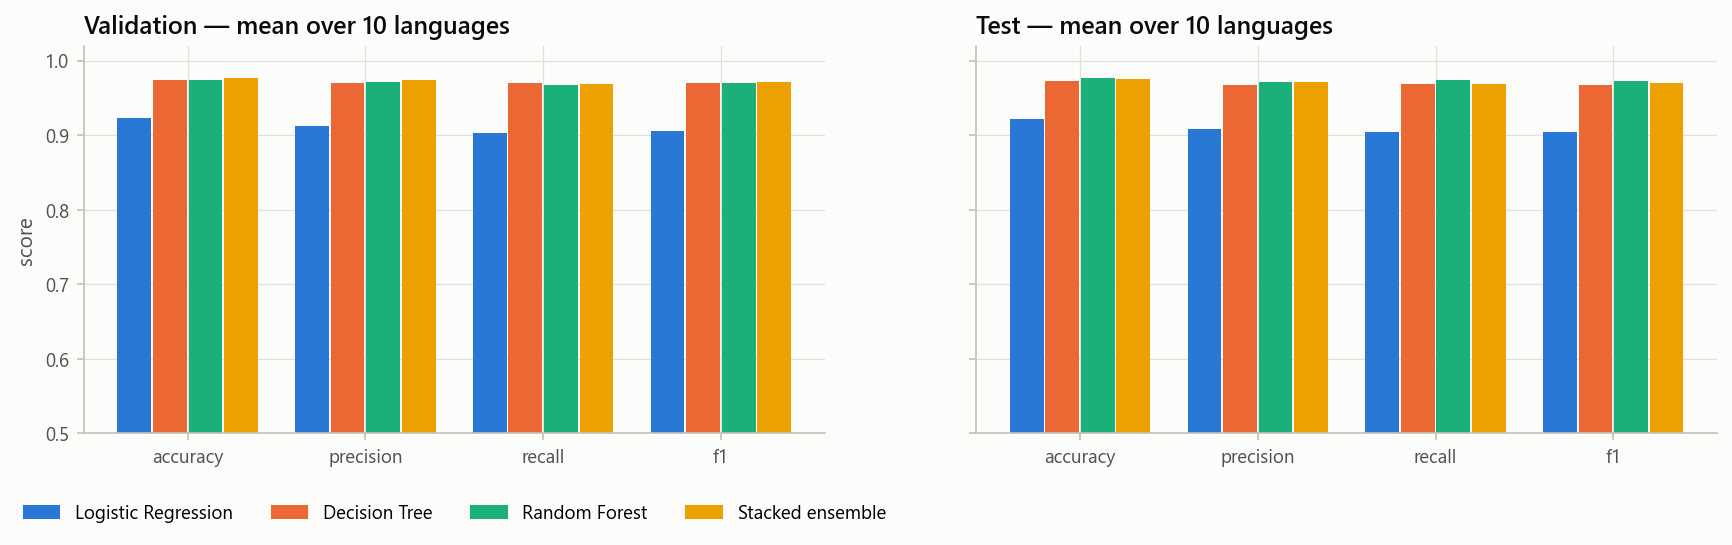 Validation — mean over 10 languages
Test — mean over 10 languages
score
1.0
0.9
0.8
0.7
0.6
0.5
accuracy precision recall f1
accuracy precision recall f1
Logistic Regression Decision Tree Random Forest Stacked ensemble